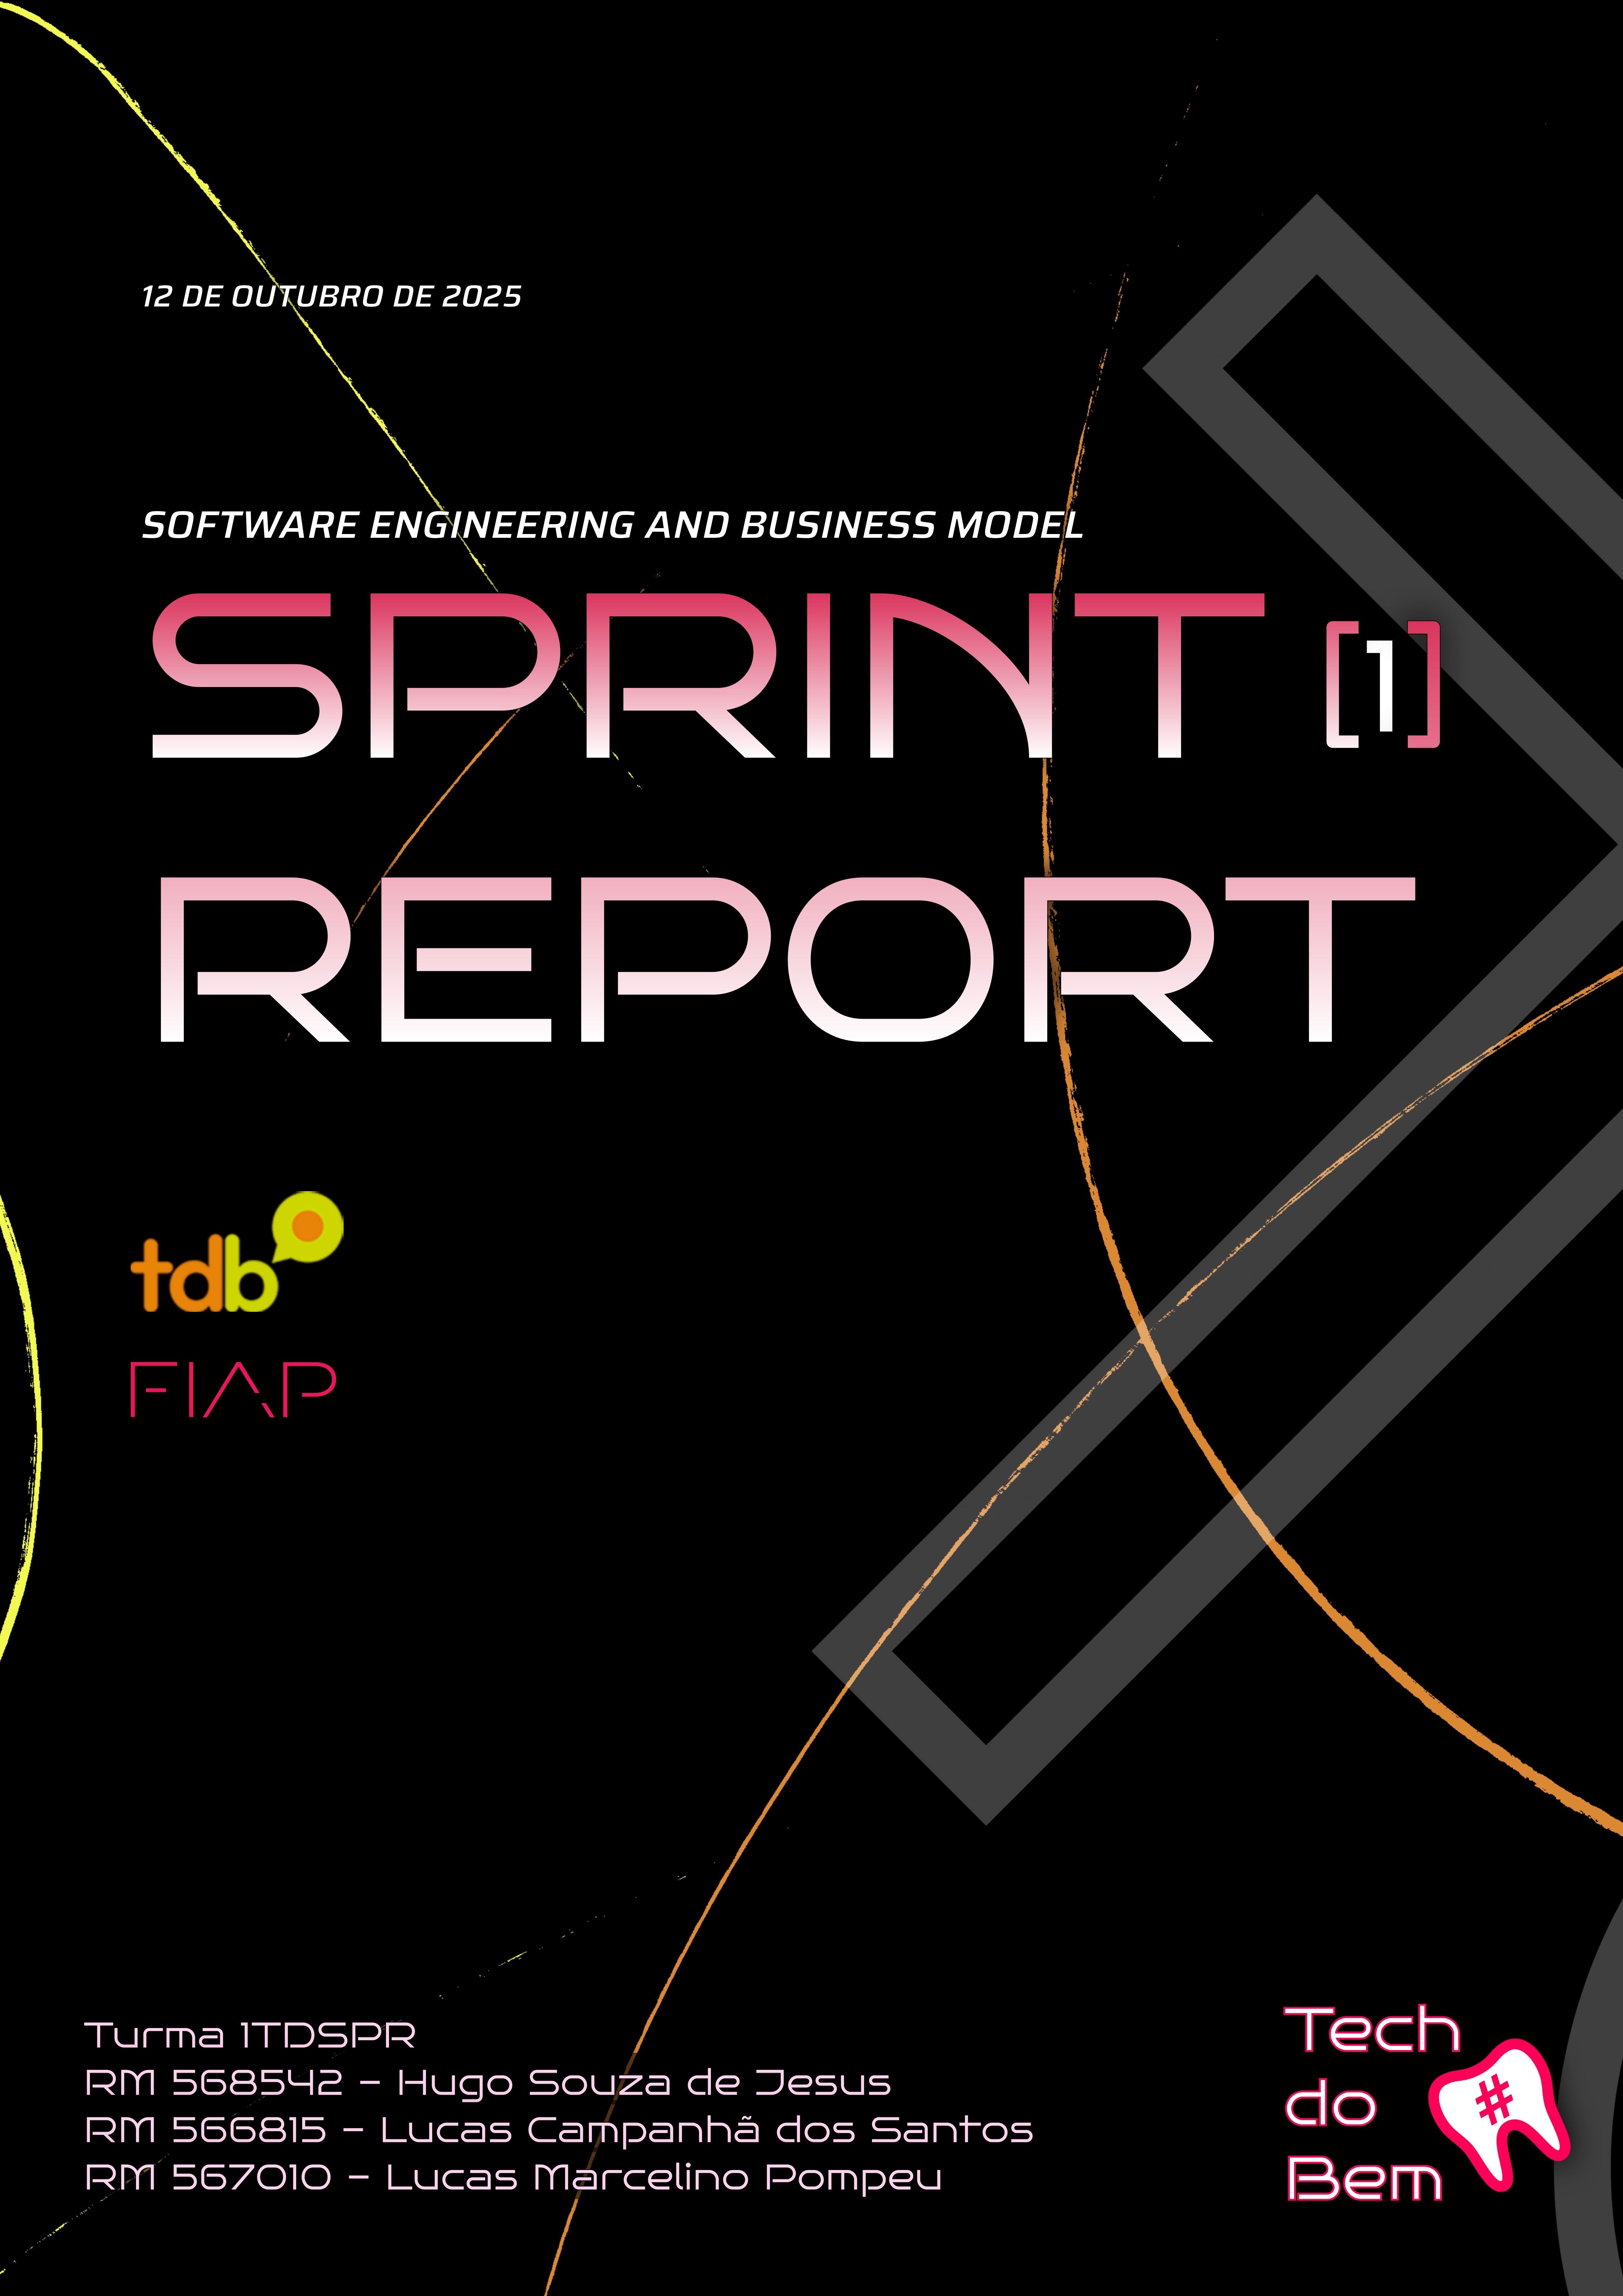 12 DE OUTUBRO DE 2025
SOFTWARE ENGINEERING AND BUSINESS MODEL
SPRINT [1]
REPORT
tdb
FIAP
Turma 1TDSPR
RM 568542 – Hugo Souza de Jesus
RM 566815 – Lucas Campanhã dos Santos
RM 567010 – Lucas Marcelino Pompeu
Tech
do
#
Bem